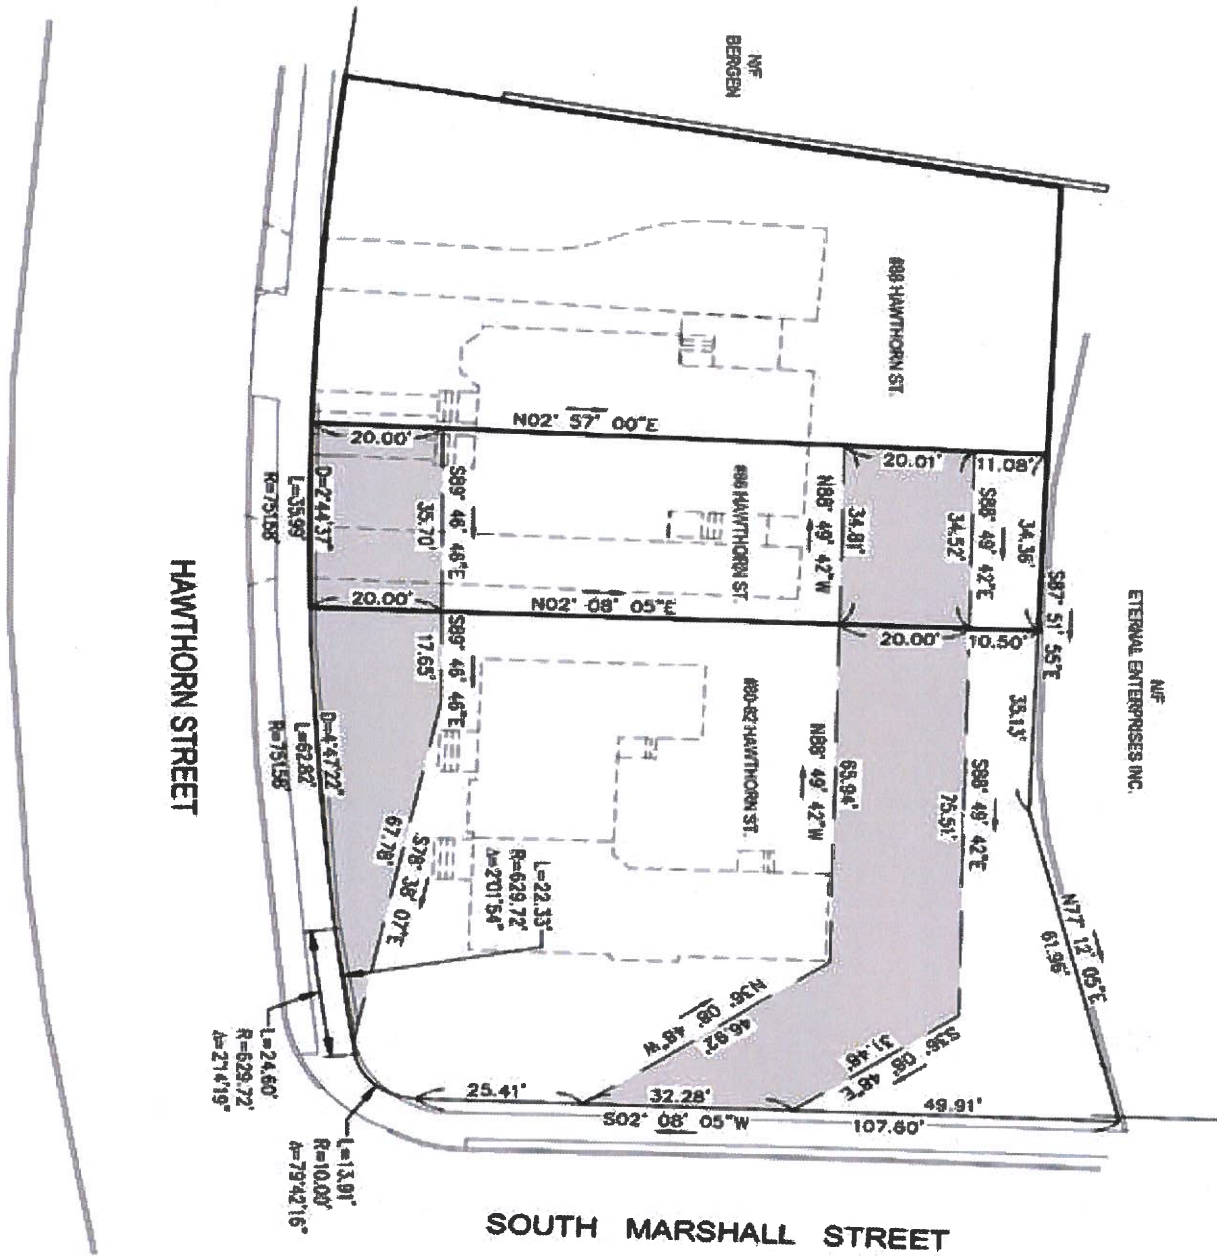 N/F
BERGEN
#88 HAWTHORN ST.
N02° 57' 00"E
20.00'
20.01'
11.08'
D=2°44'37"
L=35.99'
R=751.58'
S89° 46' 46"E
35.70'
#86 HAWTHORN ST.
N88° 49' 42"W
34.81'
S88° 49' 42"E
34.52'
34.36'
S87° 51' 55"E
N/F
ETERNAL ENTERPRISES INC.
20.00'
N02° 08' 05"E
20.00'
10.50'
HAWTHORN STREET
S89° 46' 46"E
17.65'
D=4°47'22"
L=62.82'
R=751.58'
#80-82 HAWTHORN ST.
N88° 49' 42"W
65.94'
S88° 49' 42"E
75.51'
35.13'
N77° 12' 05"E
61.96'
S78° 38' 07"E
67.78'
L=22.33'
R=629.72'
Δ=2°01'54"
N36° 08' 48"W
46.92'
S36° 08' 48"E
31.48'
L=24.60'
R=629.72'
Δ=2°14'19"
25.41'
32.28'
49.91'
S02° 08' 05"W
107.60'
L=13.91'
R=10.00'
Δ=79°42'16"
SOUTH MARSHALL STREET